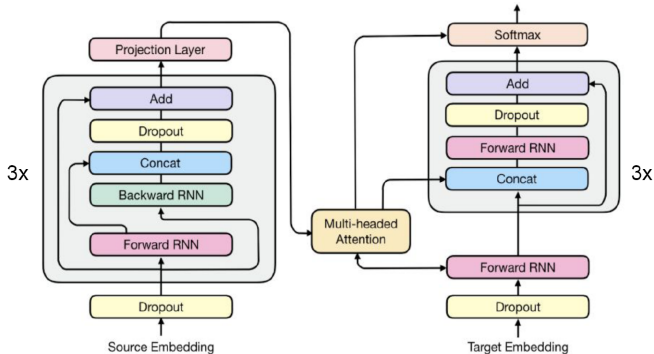 Projection Layer
Add
Dropout
Concat
Backward RNN
Forward RNN
3x
Dropout
Source Embedding
Multi-headed
Attention
Softmax
Add
Dropout
Forward RNN
Concat
3x
Forward RNN
Dropout
Target Embedding